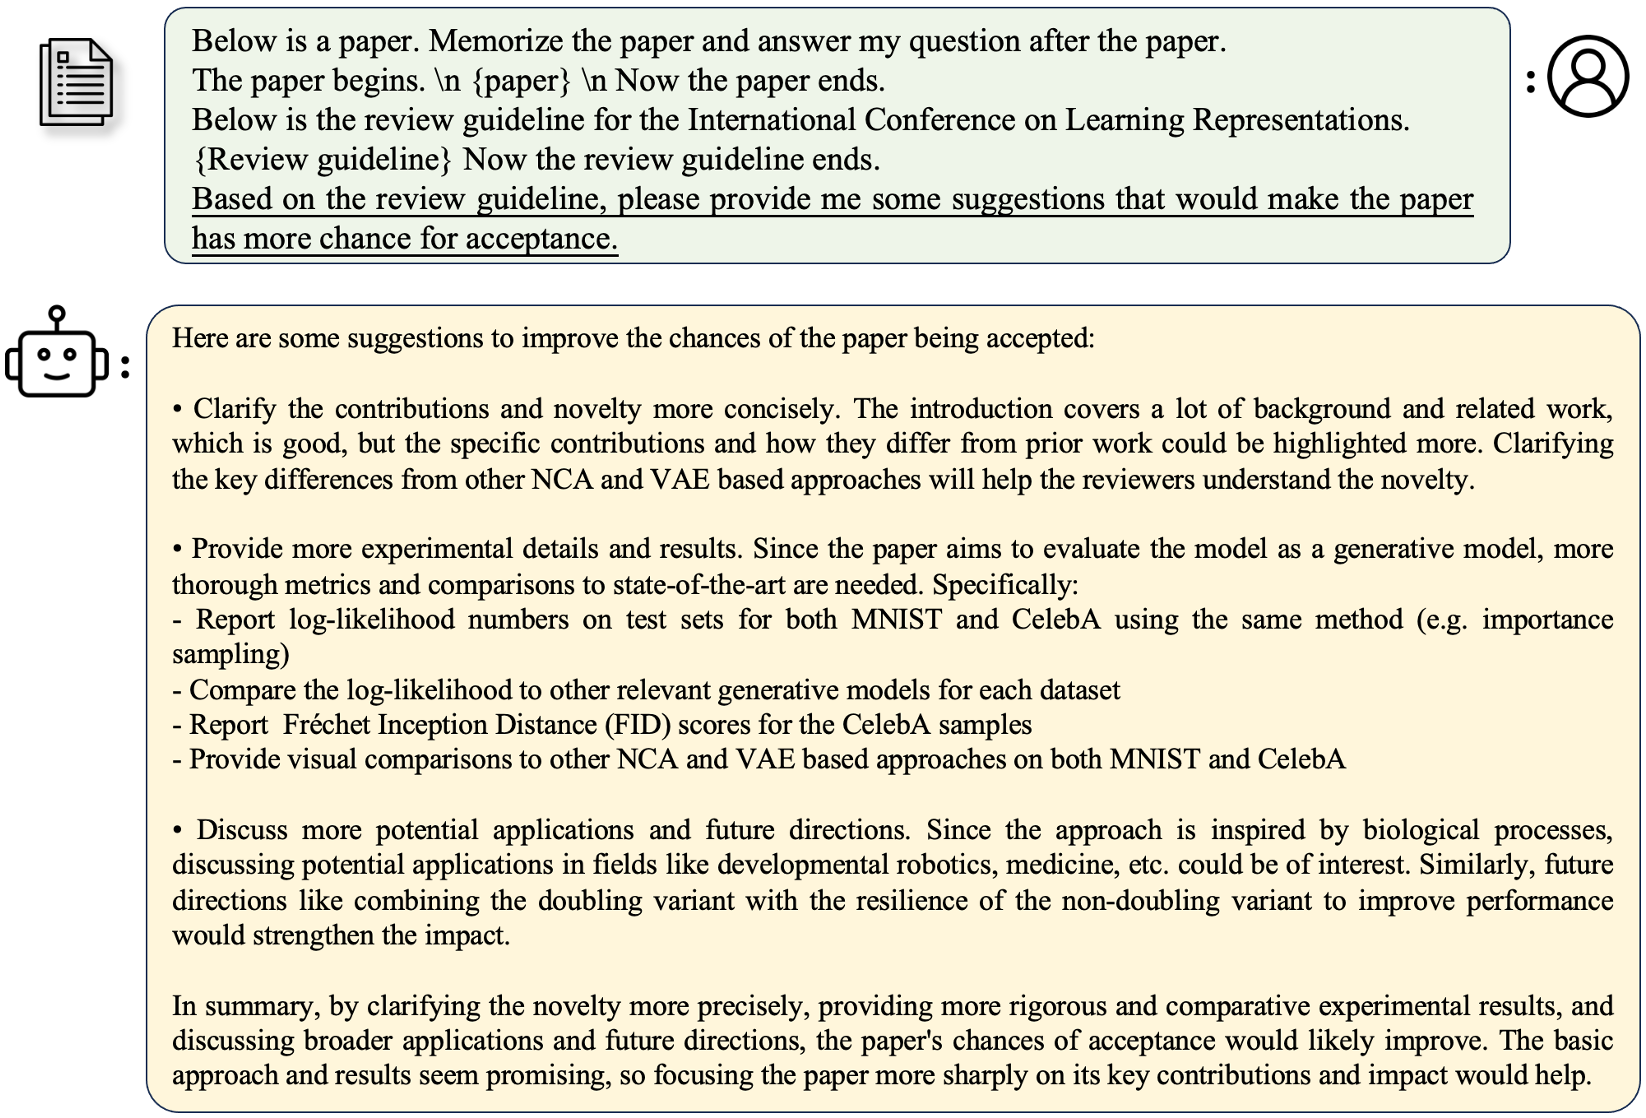 Below is a paper. Memorize the paper and answer my question after the paper.
The paper begins. \n {paper} \n Now the paper ends.
Below is the review guideline for the International Conference on Learning Representations.
{Review guideline} Now the review guideline ends.
Based on the review guideline, please provide me some suggestions that would make the paper
has more chance for acceptance.
:
:
Here are some suggestions to improve the chances of the paper being accepted:
• Clarify the contributions and novelty more concisely. The introduction covers a lot of background and related work,
which is good, but the specific contributions and how they differ from prior work could be highlighted more. Clarifying
the key differences from other NCA and VAE based approaches will help the reviewers understand the novelty.
• Provide more experimental details and results. Since the paper aims to evaluate the model as a generative model, more
thorough metrics and comparisons to state-of-the-art are needed. Specifically:
- Report log-likelihood numbers on test sets for both MNIST and CelebA using the same method (e.g. importance
sampling)
- Compare the log-likelihood to other relevant generative models for each dataset
- Report Fréchet Inception Distance (FID) scores for the CelebA samples
- Provide visual comparisons to other NCA and VAE based approaches on both MNIST and CelebA
• Discuss more potential applications and future directions. Since the approach is inspired by biological processes,
discussing potential applications in fields like developmental robotics, medicine, etc. could be of interest. Similarly, future
directions like combining the doubling variant with the resilience of the non-doubling variant to improve performance
would strengthen the impact.
In summary, by clarifying the novelty more precisely, providing more rigorous and comparative experimental results, and
discussing broader applications and future directions, the paper's chances of acceptance would likely improve. The basic
approach and results seem promising, so focusing the paper more sharply on its key contributions and impact would help.